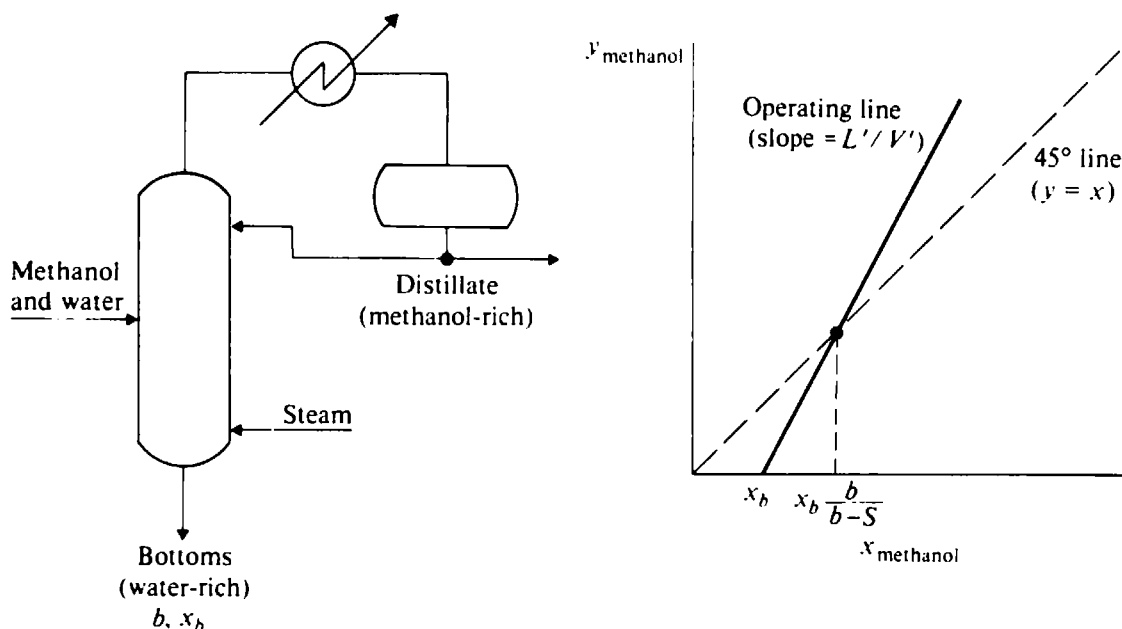 Methanol
and water
Steam
Distillate
(methanol-rich)
Bottoms
(water-rich)
b, x_b
y_methanol
Operating line
(slope = L'/V')
45° line
(y = x)
x_b
x_b b/(b-S)
x_methanol